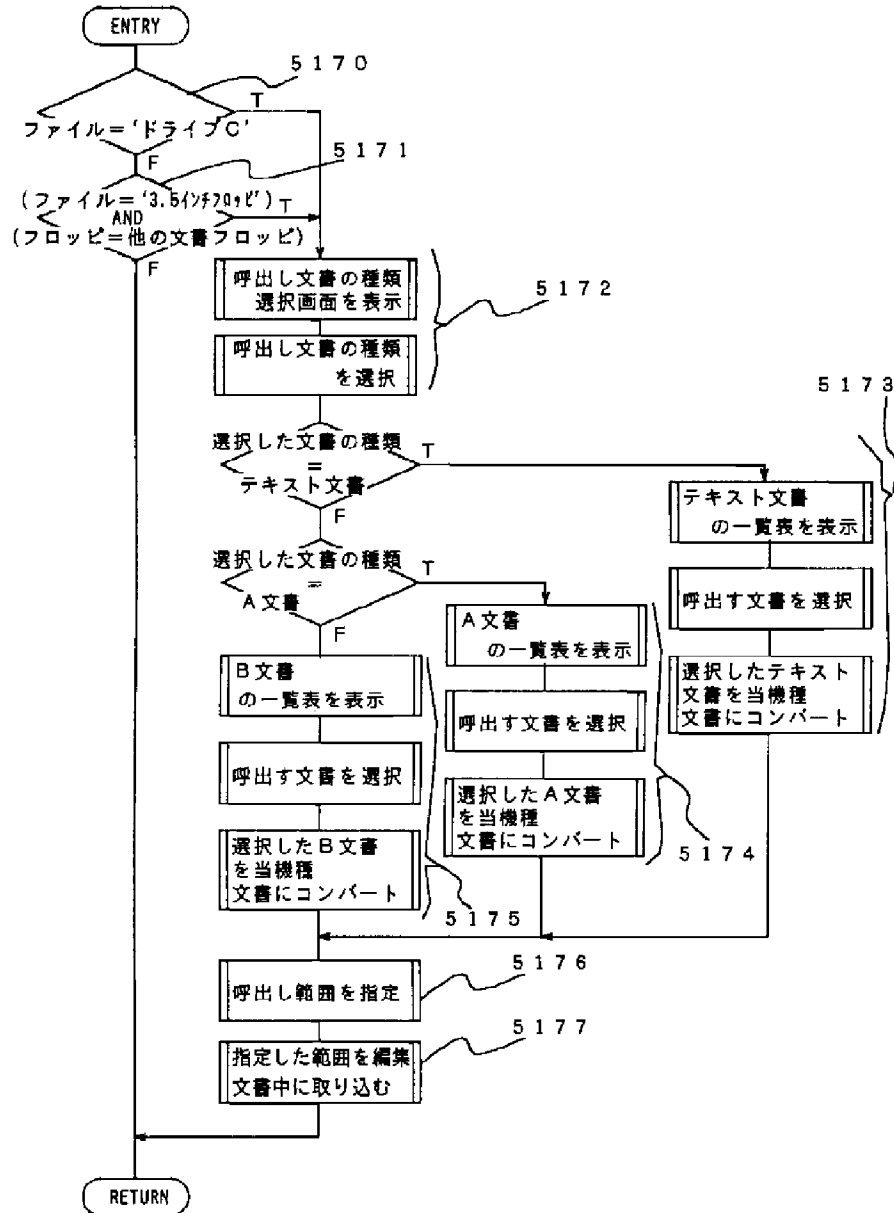 ENTRY
5170
T
ファイル='ドライブC'
F
5171
(ファイル='3.5インチフロッピ')
T
AND
(フロッピ=他の文書フロッピ)
F
呼出し文書の種類
選択画面を表示
5172
呼出し文書の種類
を選択
5173
選択した文書の種類
=
テキスト文書
T
F
テキスト文書
の一覧表を表示
選択した文書の種類
=
A文書
T
F
呼出す文書を選択
A文書
の一覧表を表示
B文書
の一覧表を表示
選択したテキスト
文書を当機種
文書にコンバート
呼出す文書を選択
呼出す文書を選択
選択したA文書
を当機種
文書にコンバート
5174
選択したB文書
を当機種
文書にコンバート
5175
呼出し範囲を指定
5176
指定した範囲を編集
文書中に取り込む
5177
RETURN